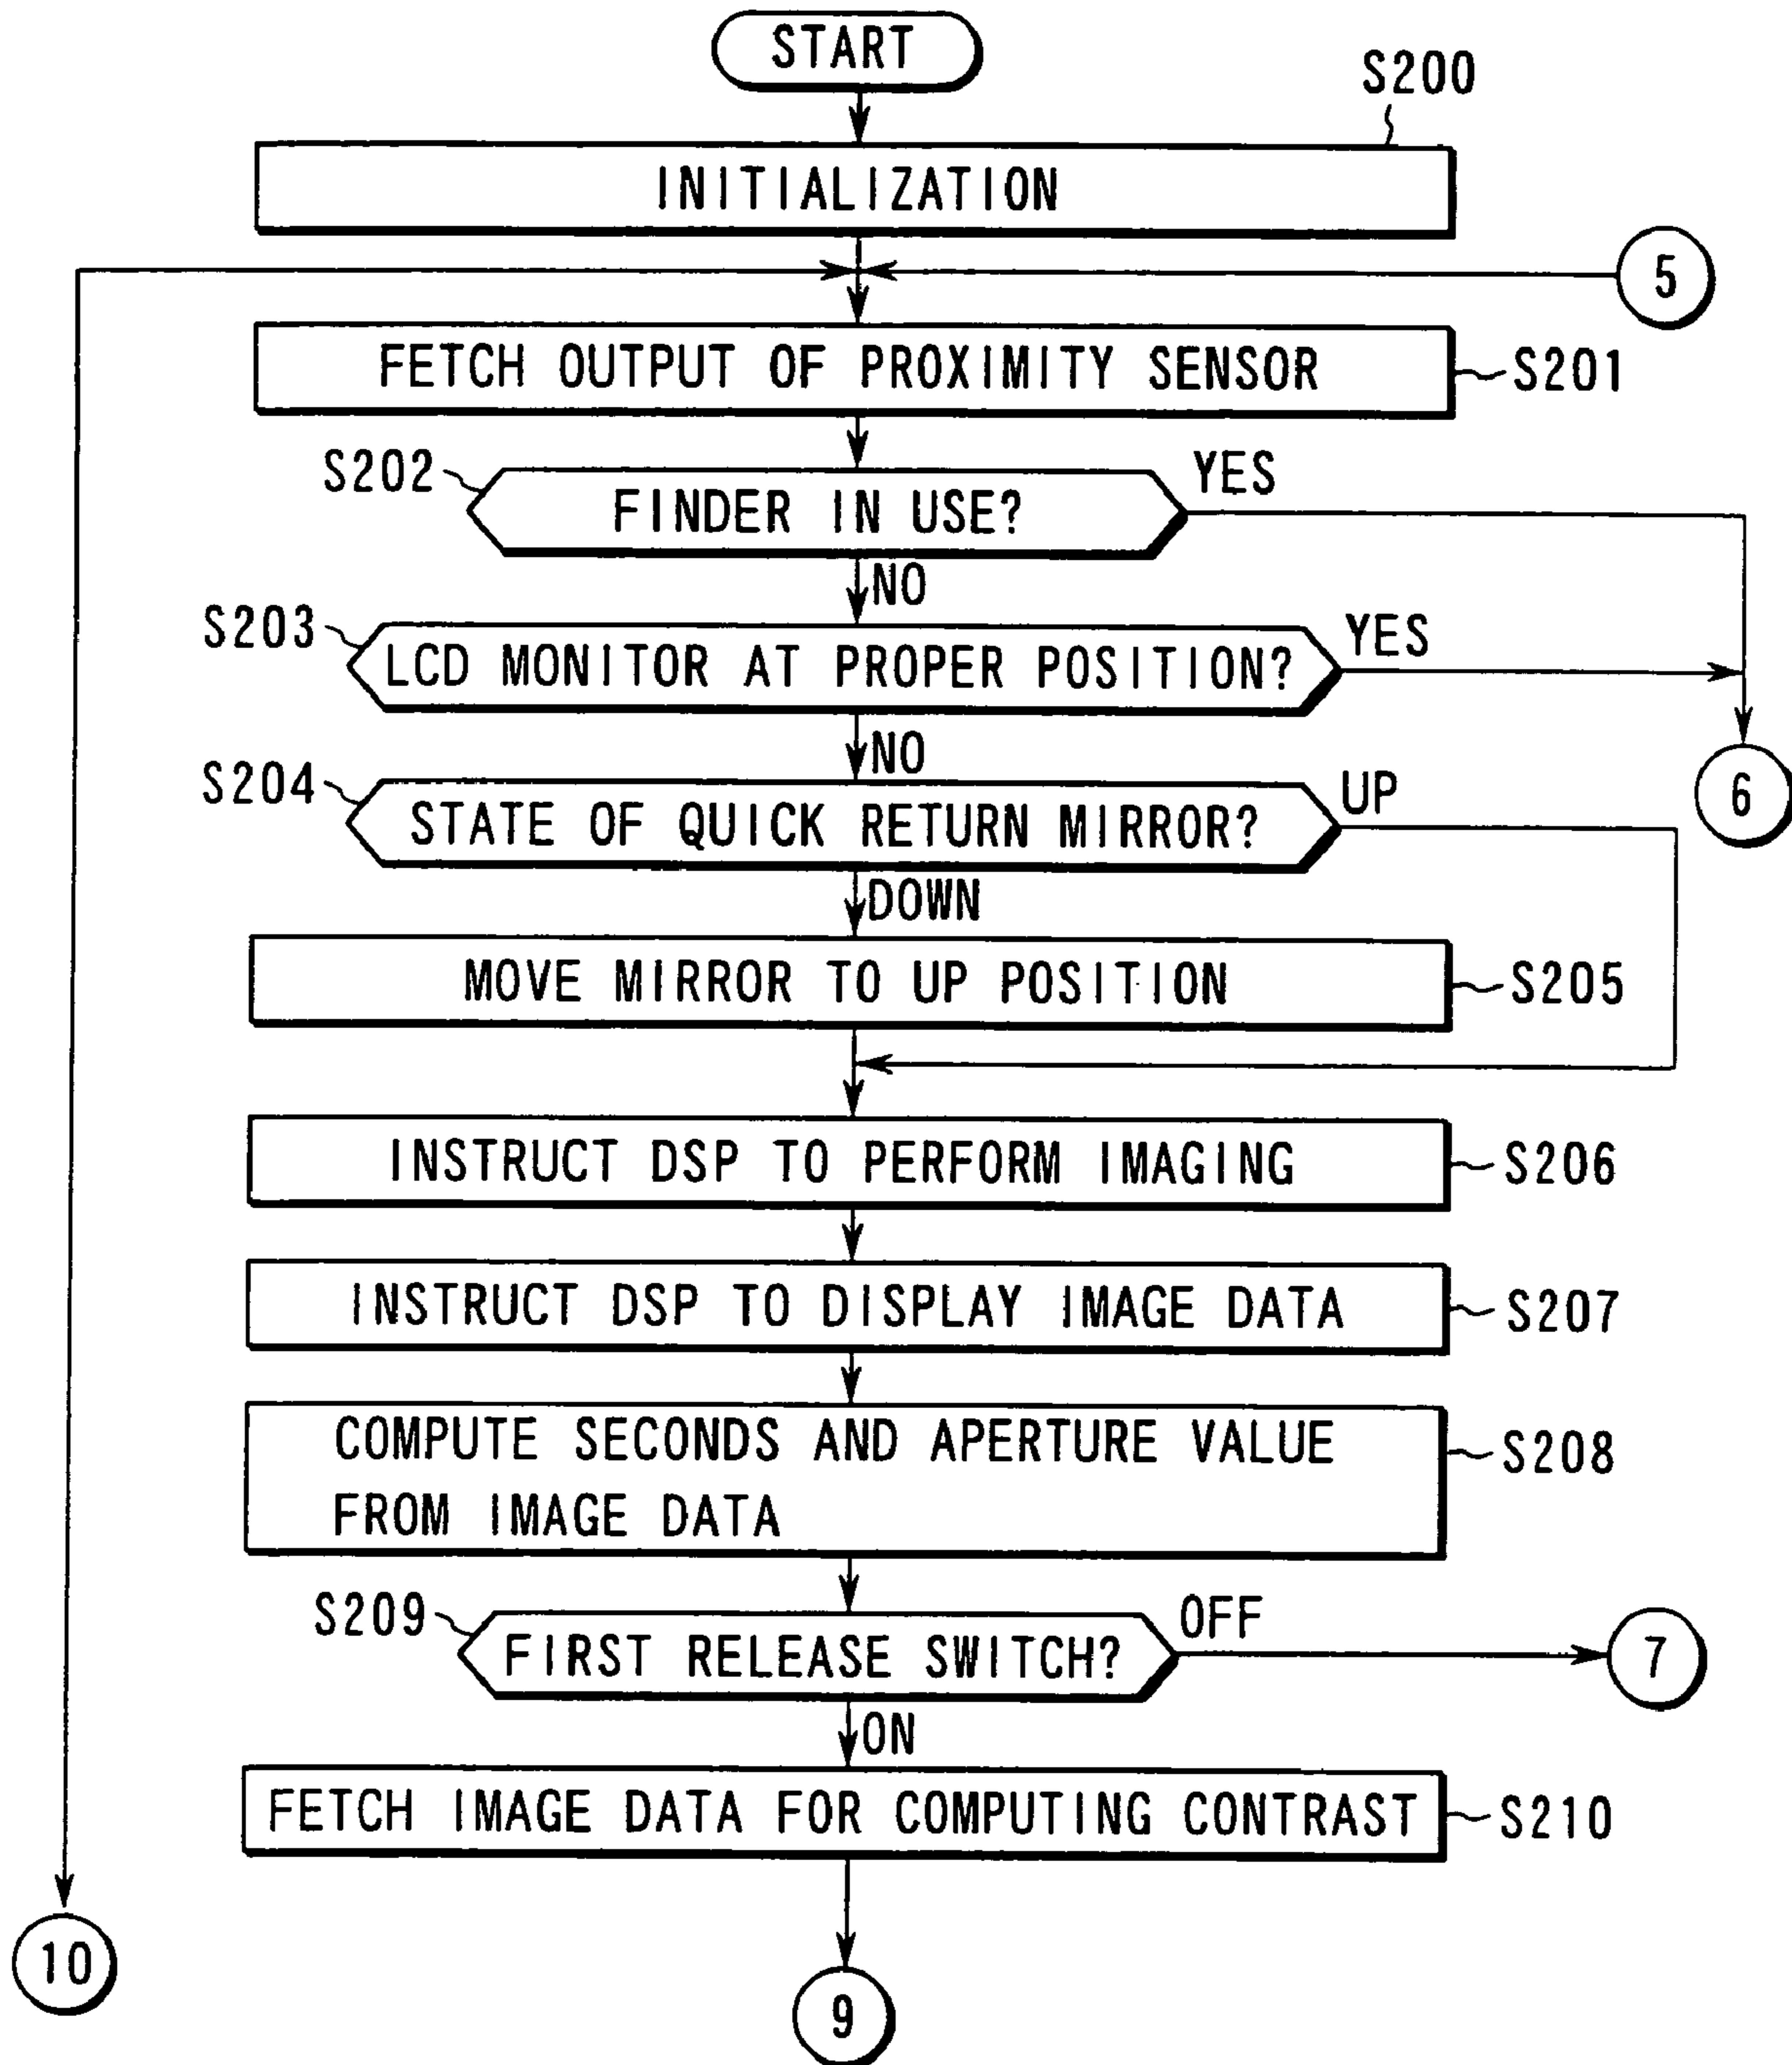 START
S200
INITIALIZATION
5
FETCH OUTPUT OF PROXIMITY SENSOR
S201
S202
FINDER IN USE?
YES
NO
S203
LCD MONITOR AT PROPER POSITION?
YES
NO
6
S204
STATE OF QUICK RETURN MIRROR?
UP
DOWN
MOVE MIRROR TO UP POSITION
S205
INSTRUCT DSP TO PERFORM IMAGING
S206
INSTRUCT DSP TO DISPLAY IMAGE DATA
S207
COMPUTE SECONDS AND APERTURE VALUE
FROM IMAGE DATA
S208
S209
FIRST RELEASE SWITCH?
OFF
7
ON
FETCH IMAGE DATA FOR COMPUTING CONTRAST
S210
10
9